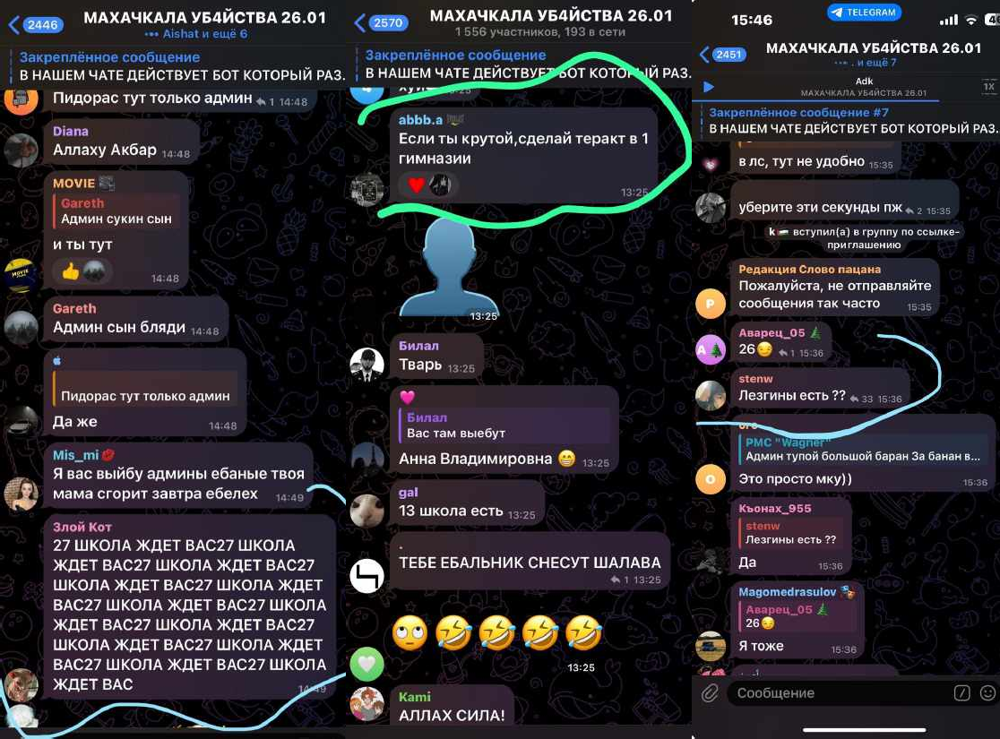 2446
МАХАЧКАЛА УБ4ЙСТВА 26.01
Aishat и ещё 6
Закреплённое сообщение
В НАШЕМ ЧАТЕ ДЕЙСТВУЕТ БОТ КОТОРЫЙ РАЗ.
Пидорас тут только админ 1 14:48
Diana
Аллаху Акбар 14:48
MOVIE
Gareth
Админ сукин сын
и ты тут
14:48
Gareth
Админ сын бляди 14:48
Пидорас тут только админ
Да же 14:48
Mis_mi
Я вас выйбу админы ебаные твоя
мама сгорит завтра ебелех 14:49
Злой Кот
27 ШКОЛА ЖДЕТ ВАС27 ШКОЛА
ЖДЕТ ВАС27 ШКОЛА ЖДЕТ ВАС27
ШКОЛА ЖДЕТ ВАС27 ШКОЛА ЖДЕТ
ВАС27 ШКОЛА ЖДЕТ ВАС27 ШКОЛА
ЖДЕТ ВАС27 ШКОЛА ЖДЕТ ВАС27
ШКОЛА ЖДЕТ ВАС27 ШКОЛА ЖДЕТ
ВАС27 ШКОЛА ЖДЕТ ВАС27 ШКОЛА
ЖДЕТ ВАС
14:49
2570
МАХАЧКАЛА УБ4ЙСТВА 26.01
1 556 участников, 193 в сети
Закреплённое сообщение
В НАШЕМ ЧАТЕ ДЕЙСТВУЕТ БОТ КОТОРЫЙ РАЗ.
13:25
abbb.a
Если ты крутой,сделай теракт в 1
гимназии
13:25
13:25
Билал
Тварь 13:25
Билал
Вас там выебут
Анна Владимировна 13:25
gal
13 школа есть 13:25
.
ТЕБЕ ЕБАЛЬНИК СНЕСУТ ШАЛАВА
1 13:25
13:25
Kami
АЛЛАХ СИЛА!
15:46
TELEGRAM
2451
МАХАЧКАЛА УБ4ЙСТВА 26.01
. и ещё 7
Adk
МАХАЧКАЛА УБ4ЙСТВА 26.01
1X
Закреплённое сообщение #7
В НАШЕМ ЧАТЕ ДЕЙСТВУЕТ БОТ КОТОРЫЙ РАЗ.
в лс, тут не удобно 15:35
уберите эти секунды пж 2 15:35
k вступил(а) в группу по ссылке-
приглашению
Редакция Слово пацана
Пожалуйста, не отправляйте
сообщения так часто 15:35
Р
Аварец_05
26 1 15:36
А
stenw
Лезгины есть ?? 33 15:36
PMC "Wagner"
Админ тупой большой баран За банан в...
Это просто мку)) 15:36
О
Къонах_955
stenw
Лезгины есть ??
Да 15:36
Magomedrasulov
Аварец_05
26
Я тоже 15:36
Сообщение